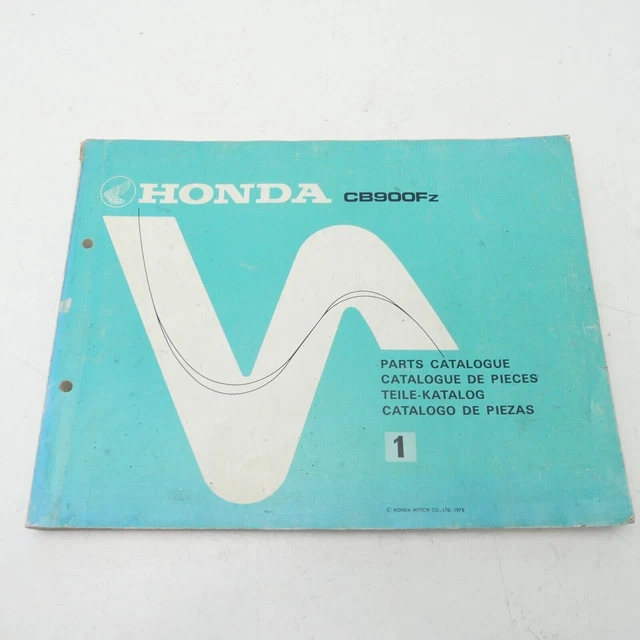 HONDA CB900Fz
PARTS CATALOGUE
CATALOGUE DE PIECES
TEILE-KATALOG
CATALOGO DE PIEZAS
1
© HONDA MOTOR CO., LTD. 1978